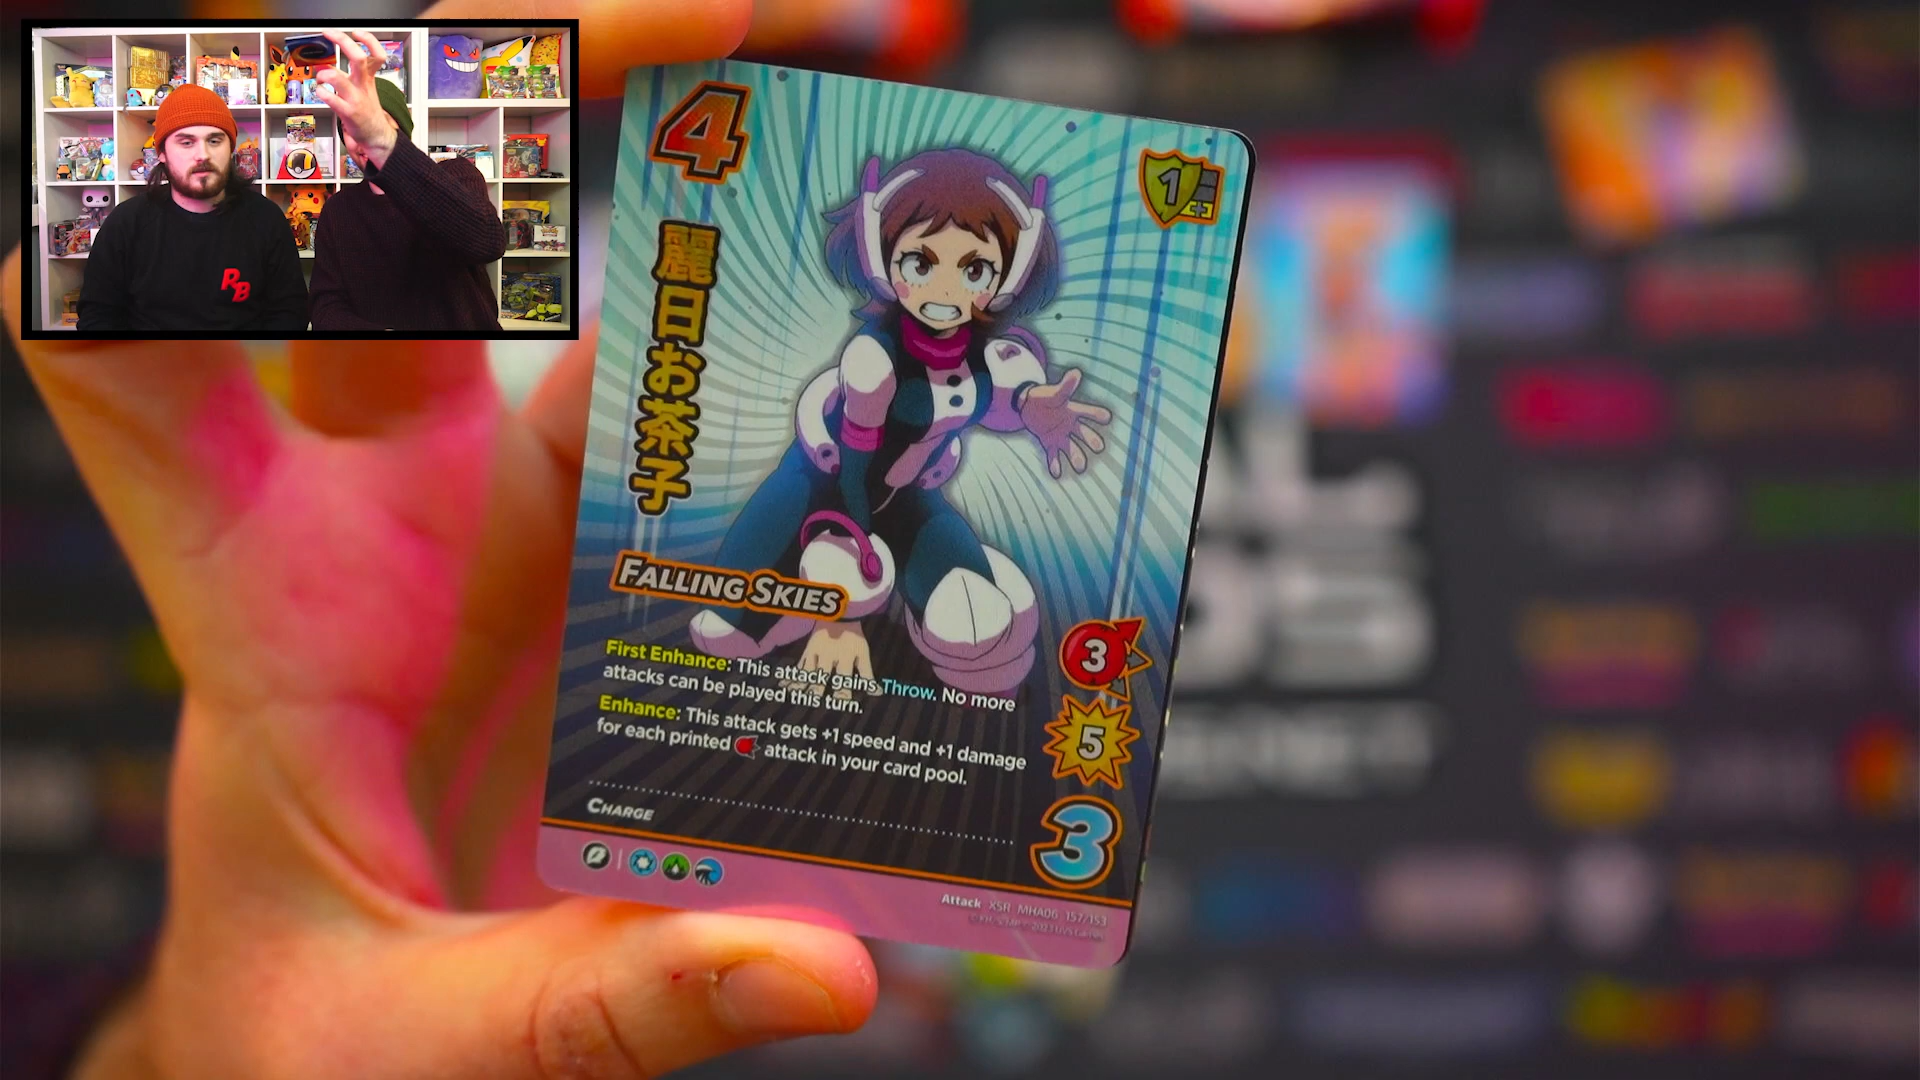 4
1
麗日お茶子
FALLING SKIES
First Enhance: This attack gains Throw. No more
attacks can be played this turn.
Enhance: This attack gets +1 speed and +1 damage
for each printed attack in your card pool.
CHARGE
3
5
3
Attack XSR MHA06 157/153
RB